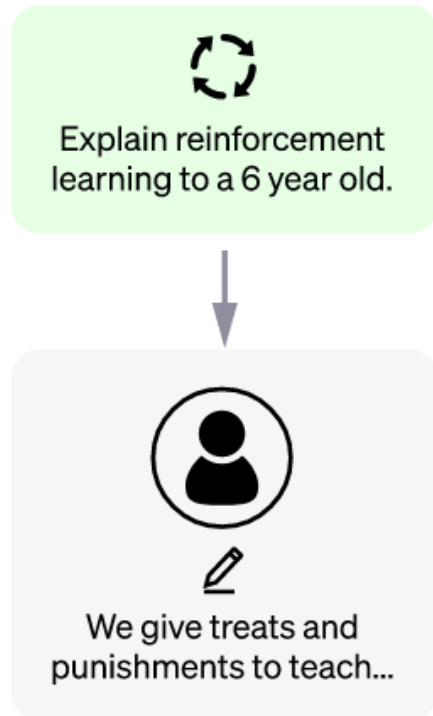 Explain reinforcement
learning to a 6 year old.
We give treats and
punishments to teach...